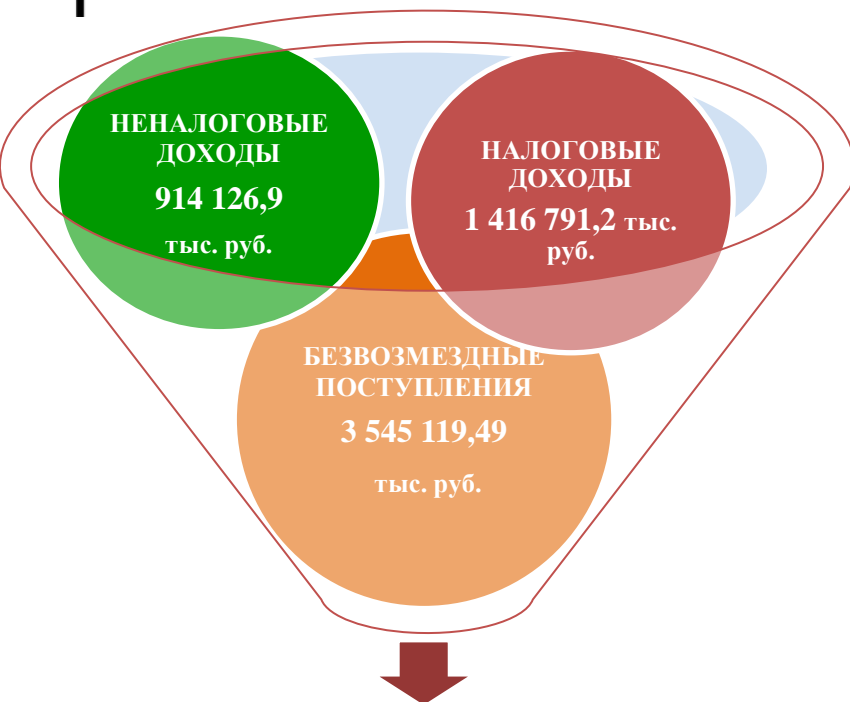 НЕНАЛОГОВЫЕ
ДОХОДЫ
914 126,9
тыс. руб.
НАЛОГОВЫЕ
ДОХОДЫ
1 416 791,2 тыс.
руб.
БЕЗВОЗМЕЗДНЫЕ
ПОСТУПЛЕНИЯ
3 545 119,49
тыс. руб.